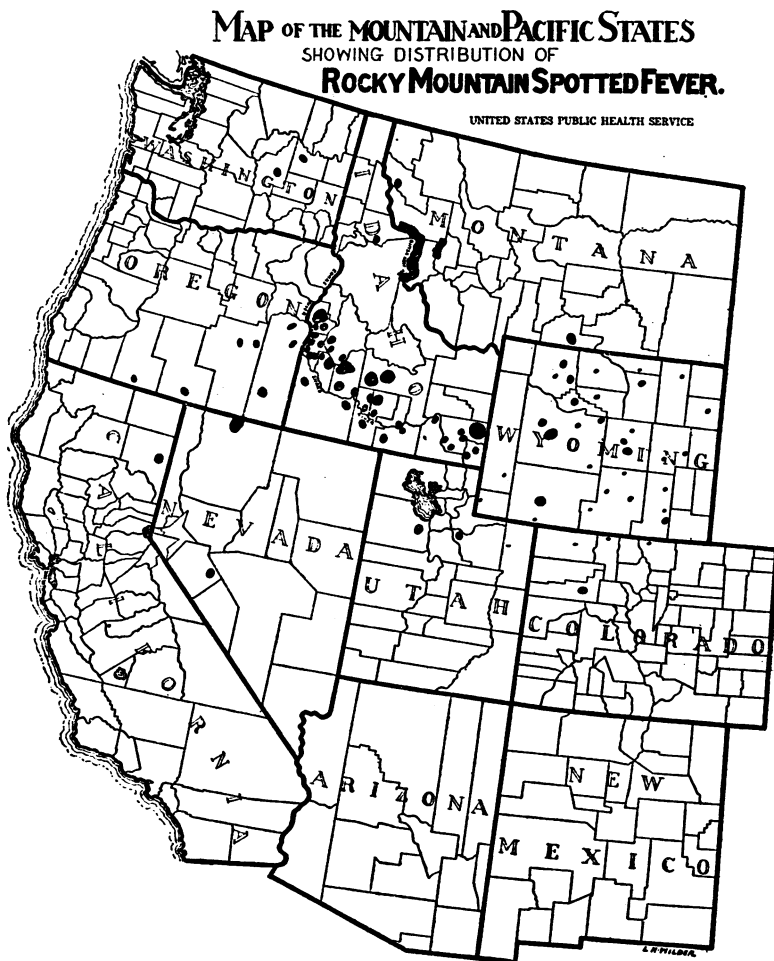 MAP OF THE MOUNTAIN AND PACIFIC STATES
SHOWING DISTRIBUTION OF
ROCKY MOUNTAIN SPOTTED FEVER.
UNITED STATES PUBLIC HEALTH SERVICE
WASHINGTON
MONTANA
IDAHO
OREGON
WYOMING
CALIFORNIA
NEVADA
UTAH
COLORADO
ARIZONA
NEW
MEXICO
L.H.WILDER